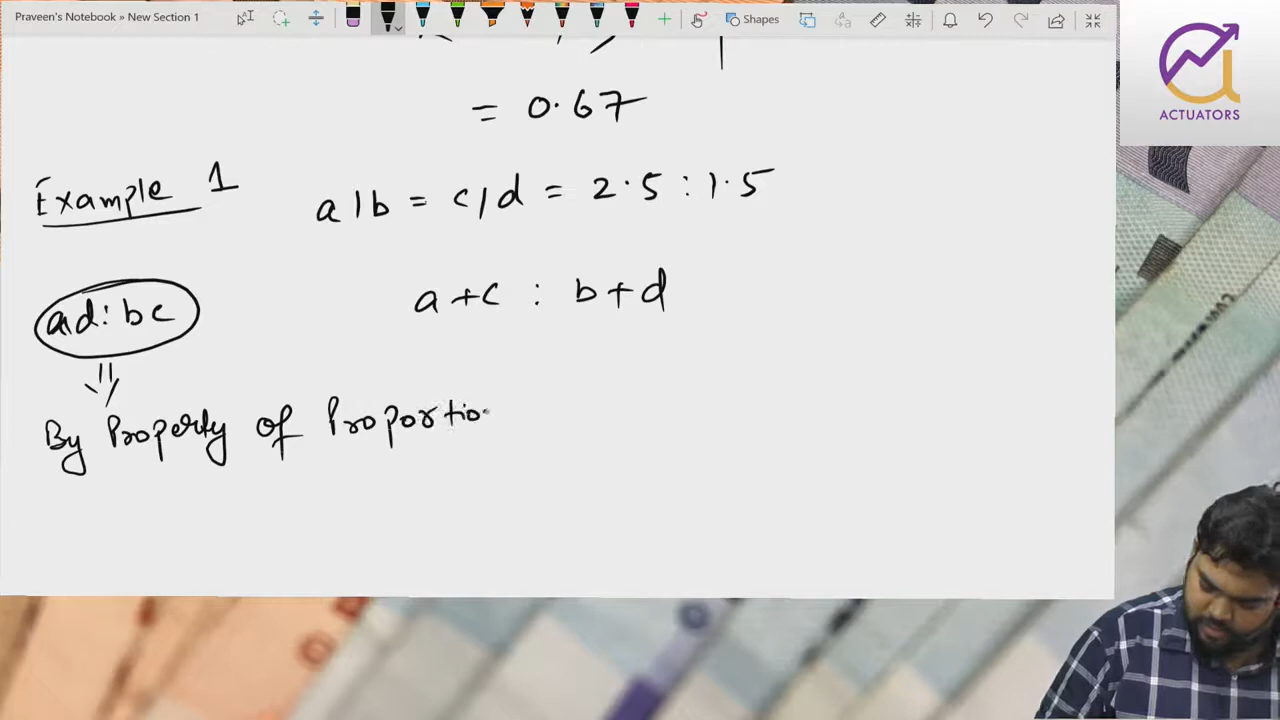 Praveen's Notebook » New Section 1
Shapes
ACTUATORS
= 0.67
Example 1
a/b = c/d = 2.5 : 1.5
ad:bc
a+c : b+d
By Property of Proportio